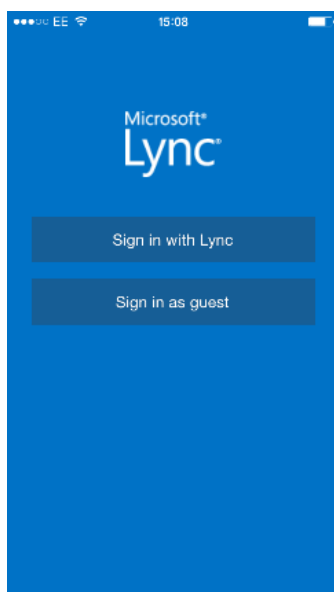 EE 15:08
Microsoft®
Lync®
Sign in with Lync
Sign in as guest